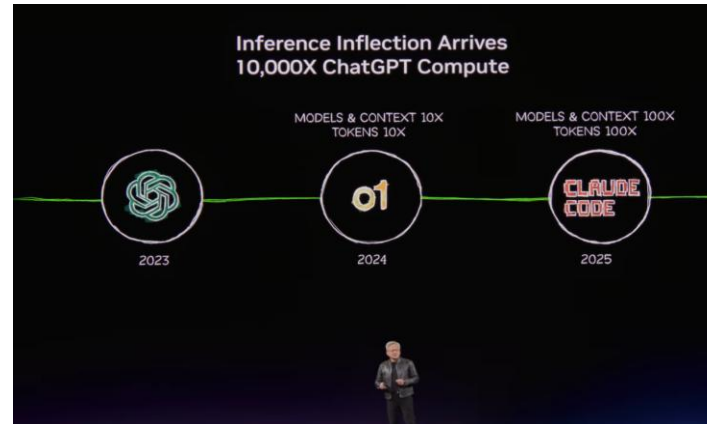 Inference Inflection Arrives
10,000X ChatGPT Compute
MODELS & CONTEXT 10X
TOKENS 10X
MODELS & CONTEXT 100X
TOKENS 100X
o1
CLAUDE
CODE
2023
2024
2025